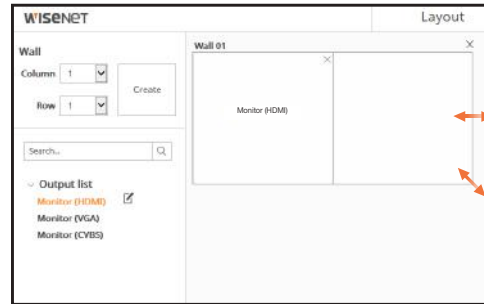 WISENET
Layout
Wall
Column 1
Row 1
Create
Search...
Output list
Monitor (HDMI)
Monitor (VGA)
Monitor (CVBS)
Wall 01
Monitor (HDMI)